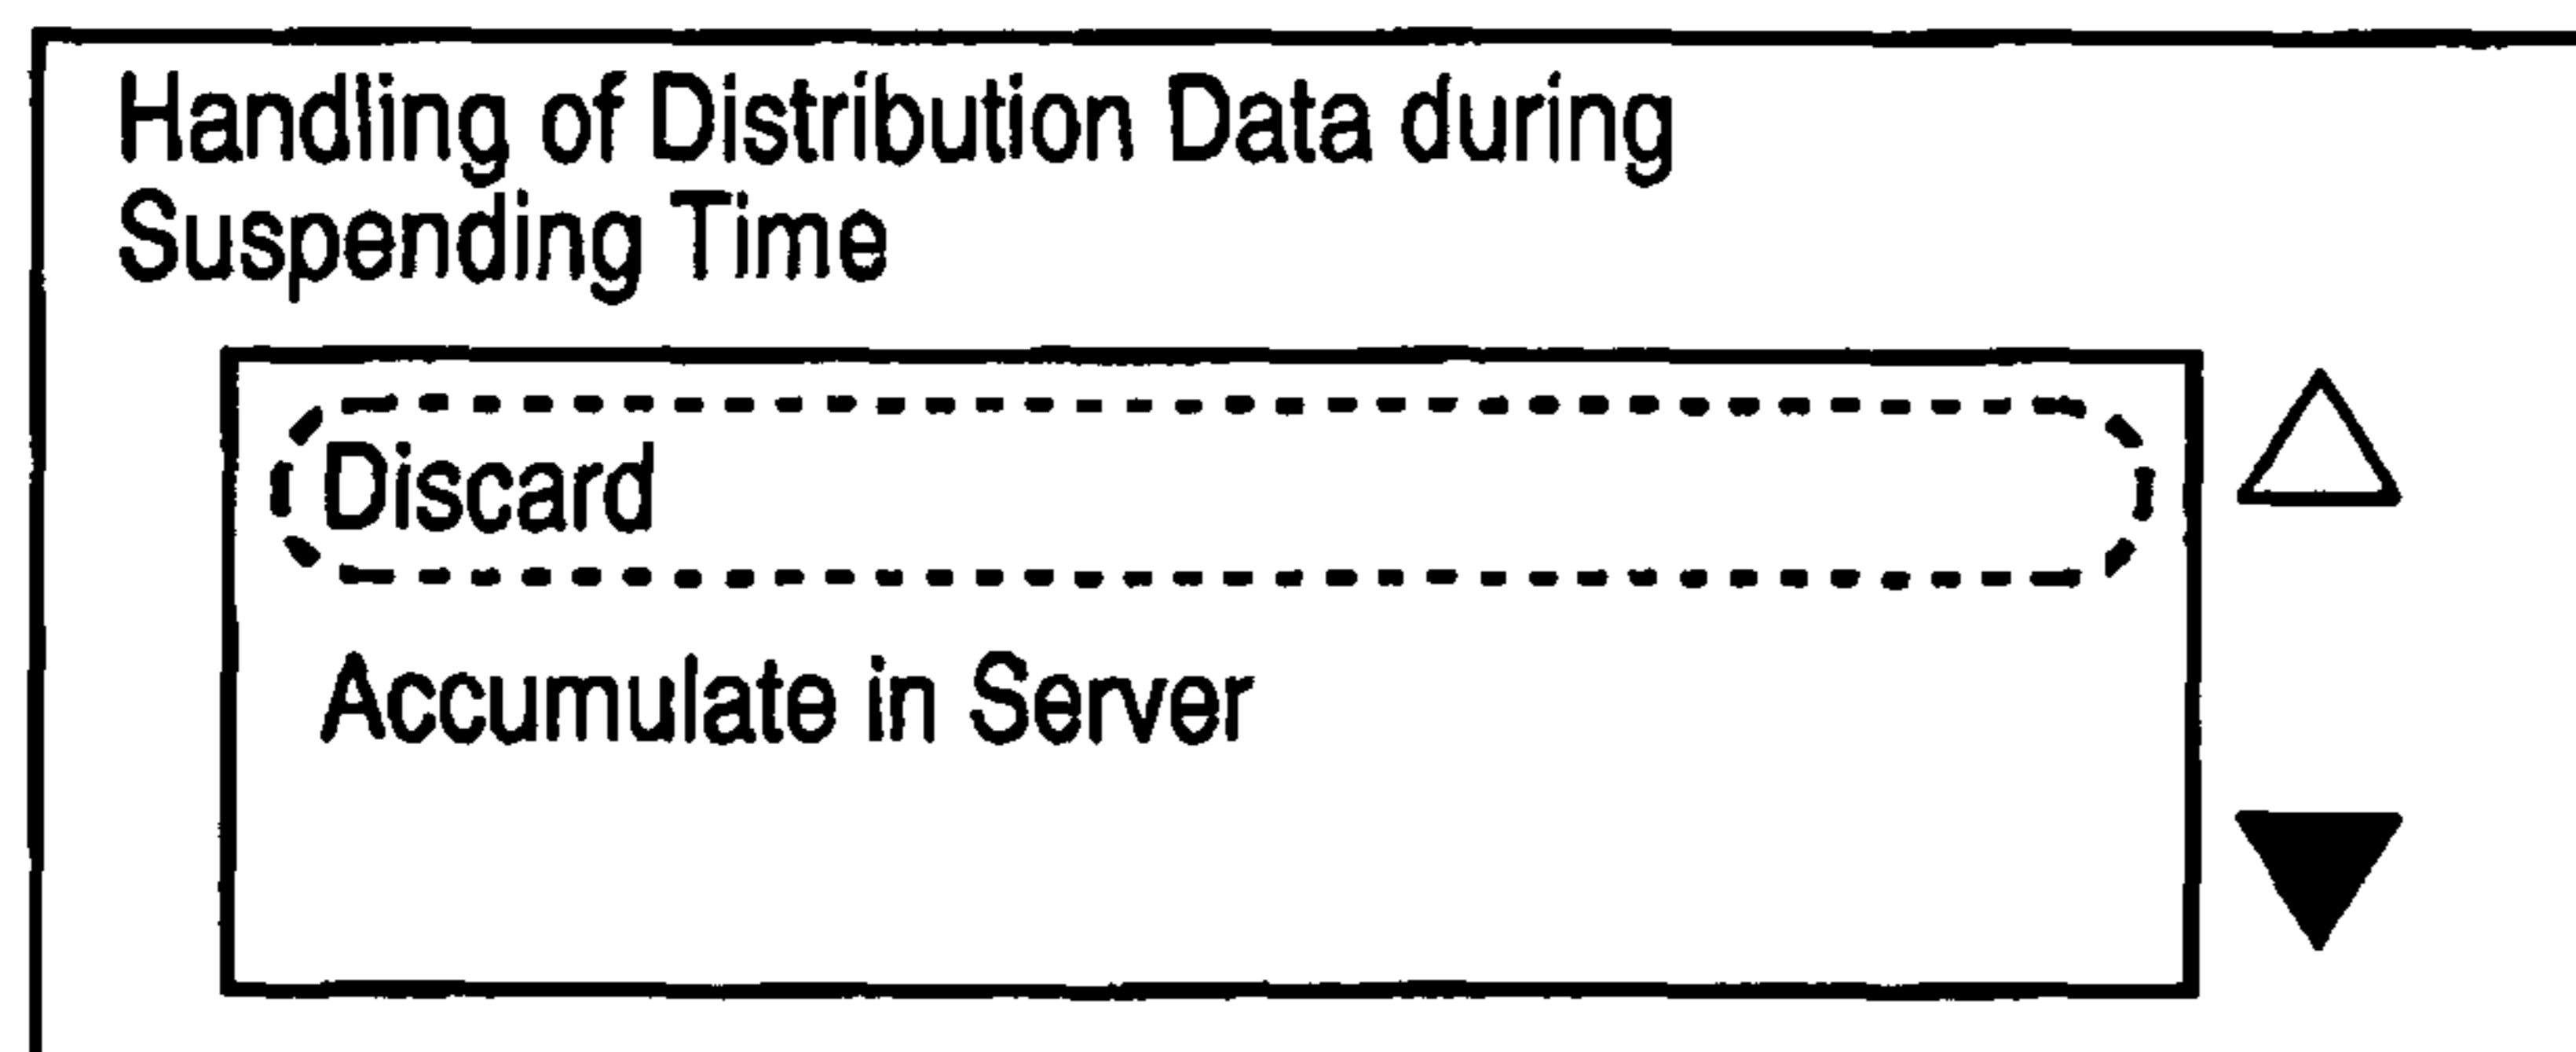 Handling of Distribution Data during
Suspending Time
Discard
Accumulate in Server